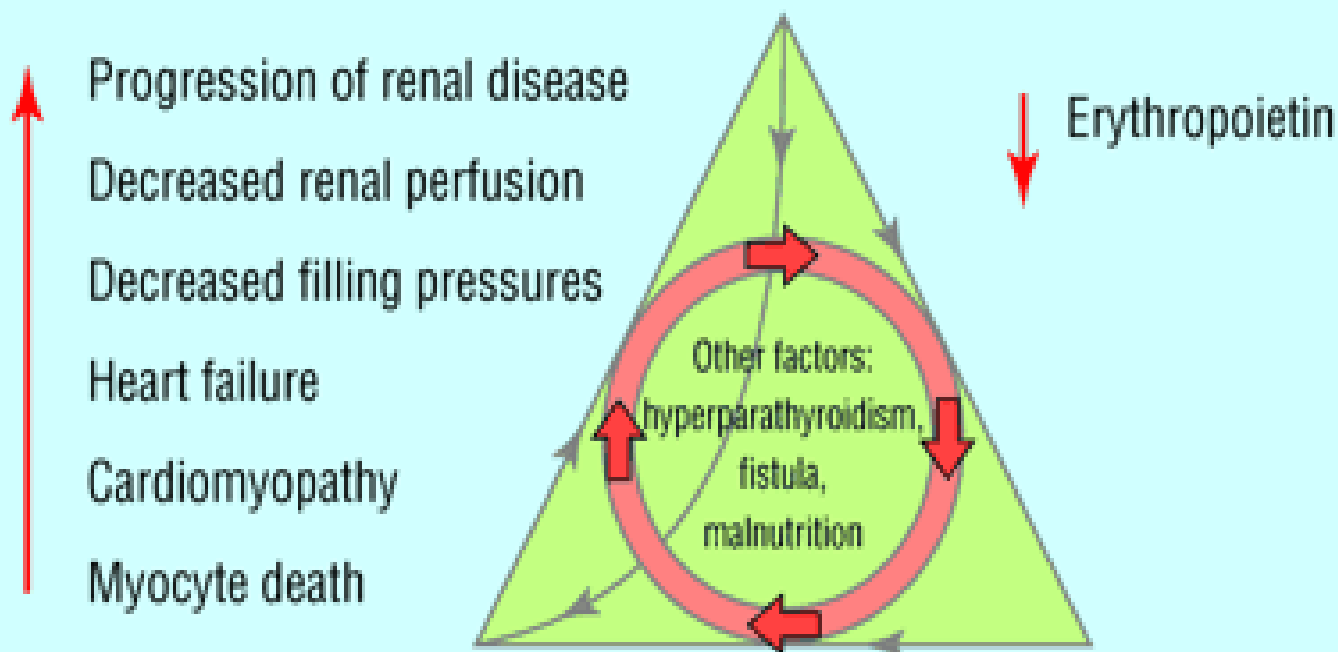 Progression of renal disease
Decreased renal perfusion
Decreased filling pressures
Heart failure
Cardiomyopathy
Myocyte death
Erythropoietin
Other factors:
hyperparathyroidism,
fistula,
malnutrition